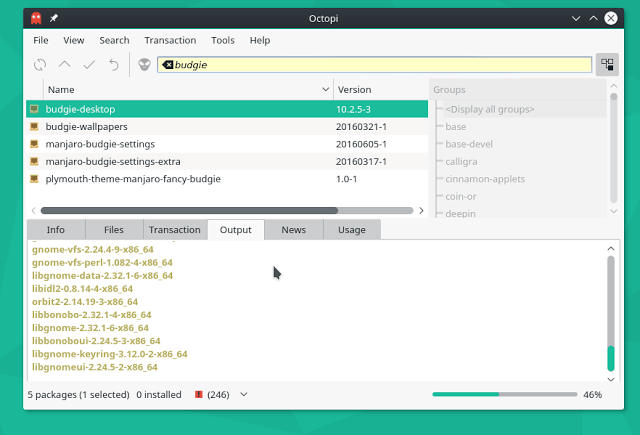 Octopi
File View Search Transaction Tools Help
budgie
Name Version Groups
budgie-desktop 10.2.5-3 <Display all groups>
budgie-wallpapers 20160321-1 base
manjaro-budgie-settings 20160605-1 base-devel
manjaro-budgie-settings-extra 20160317-1 calligra
plymouth-theme-manjaro-fancy-budgie 1.0-1 cinnamon-applets
coin-or
deepin
Info Files Transaction Output News Usage
gnome-vfs-2.24.4-9-x86_64
gnome-vfs-perl-1.082-4-x86_64
libgnome-data-2.32.1-6-x86_64
libidl2-0.8.14-4-x86_64
orbit2-2.14.19-3-x86_64
libbonobo-2.32.1-4-x86_64
libgnome-2.32.1-6-x86_64
libbonoboui-2.24.5-3-x86_64
libgnome-keyring-3.12.0-2-x86_64
libgnomeui-2.24.5-2-x86_64
5 packages (1 selected) 0 installed (246) 46%